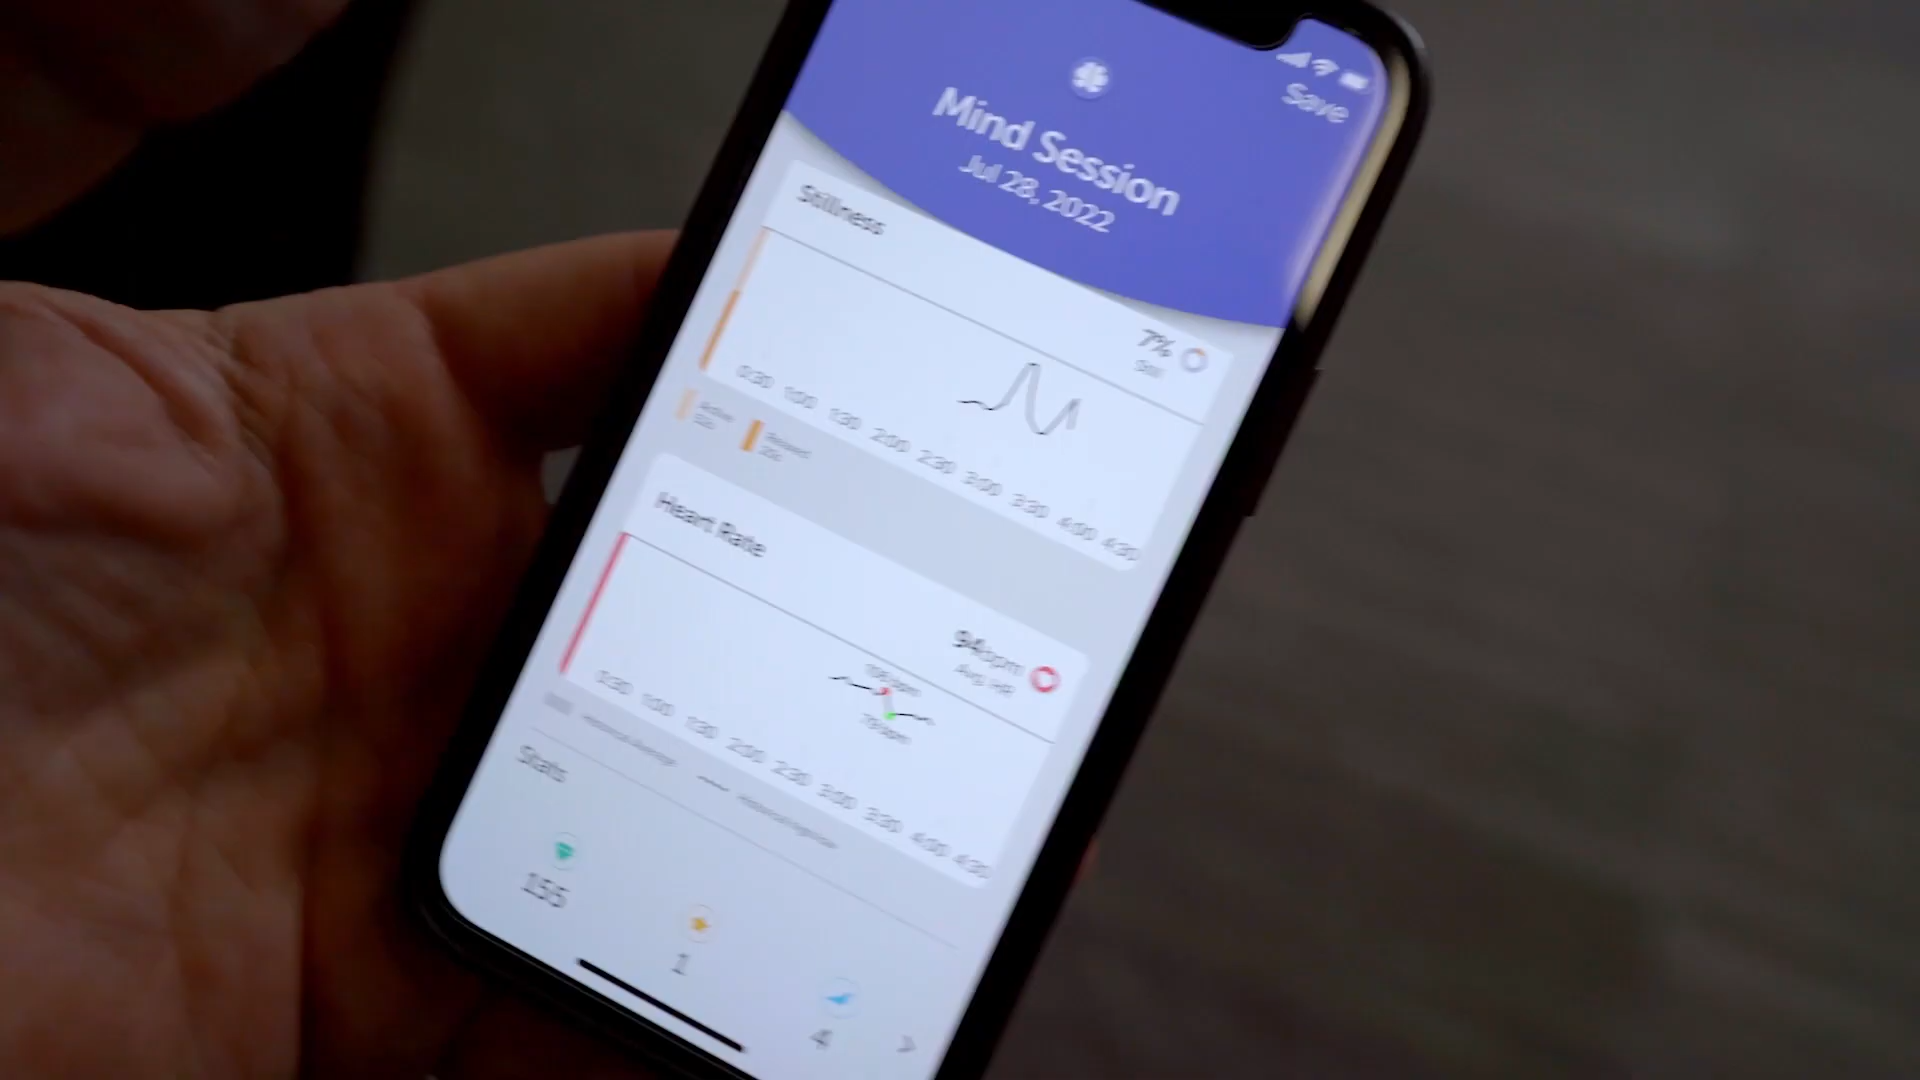 Save
Mind Session
Jul 28, 2022
Stillness
7%
0:30 1:00 1:30 2:00 2:30 3:00 3:30 4:00 4:30
Active
Relaxed
Heart Rate
94bpm
Avg HR
0:30 1:00 1:30 2:00 2:30 3:00 3:30 4:00 4:30
Stats
155
1
4